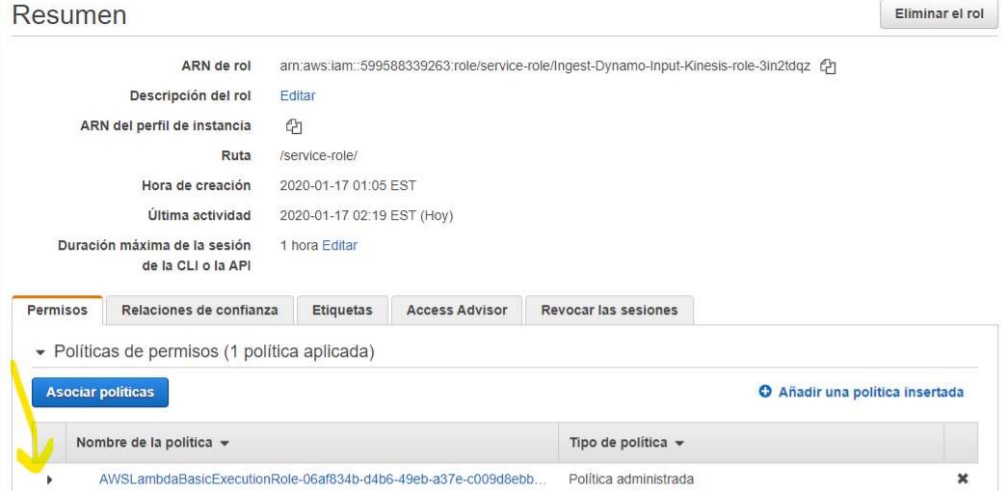 Resumen
Eliminar el rol
ARN de rol arn:aws:iam::599588339263:role/service-role/Ingest-Dynamo-Input-Kinesis-role-3in2tdqz
Descripción del rol Editar
ARN del perfil de instancia
Ruta /service-role/
Hora de creación 2020-01-17 01:05 EST
Última actividad 2020-01-17 02:19 EST (Hoy)
Duración máxima de la sesión 1 hora Editar
de la CLI o la API
Permisos Relaciones de confianza Etiquetas Access Advisor Revocar las sesiones
Políticas de permisos (1 política aplicada)
Asociar políticas Añadir una política insertada
Nombre de la política Tipo de política
AWSLambdaBasicExecutionRole-06af834b-d4b6-49eb-a37e-c009d8ebb... Política administrada